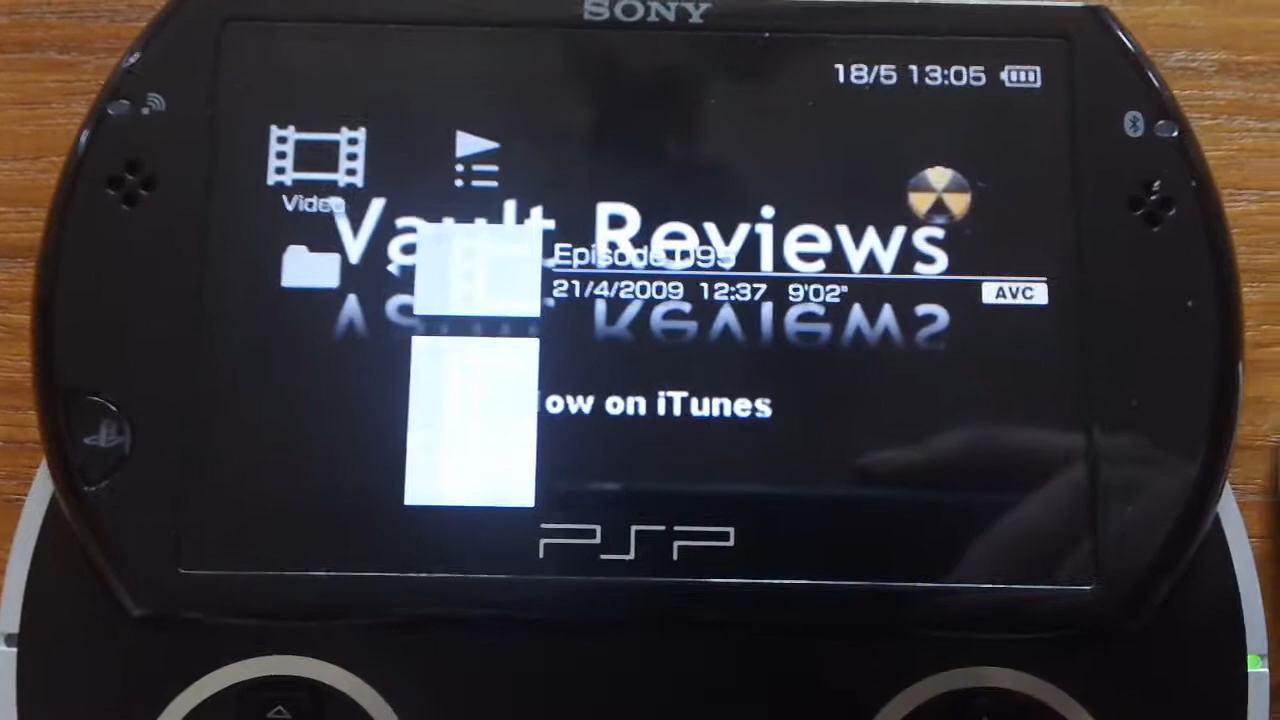 SONY
18/5 13:05
Video
Vault Reviews
Episode 095
21/4/2009 12:37 9'02"
AVC
ow on iTunes
PSP